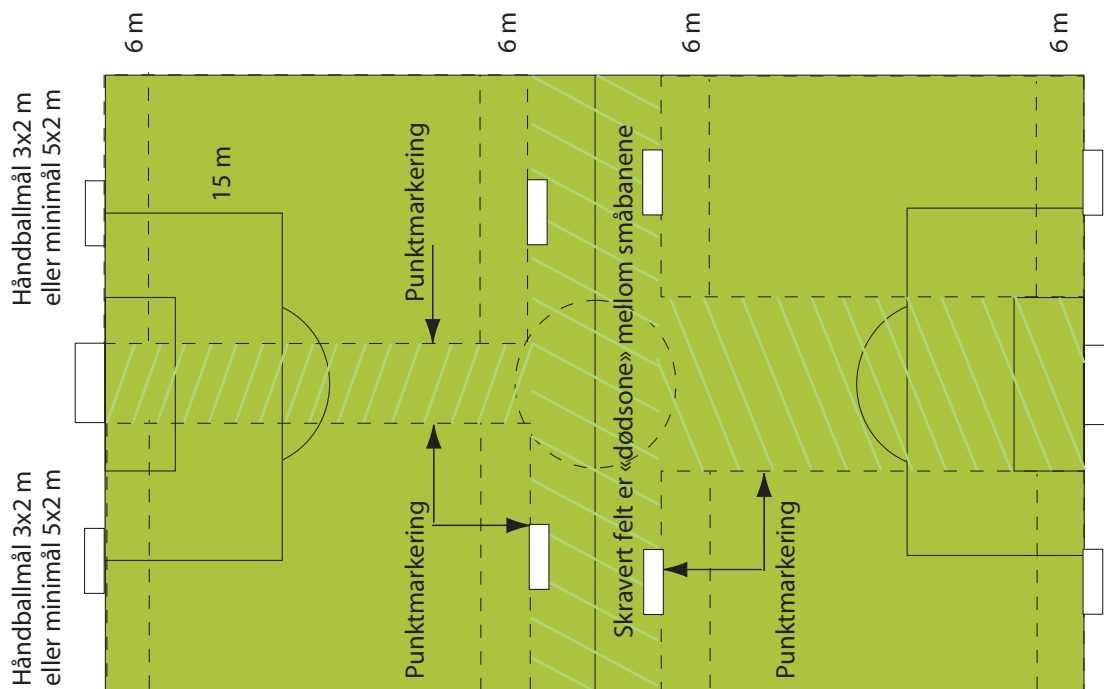 6 m
6 m
6 m
6 m
Håndballmål 3x2 m
eller minimål 5x2 m
15 m
Punktmarkering
Skravert felt er «dødsone» mellom småbanene
Håndballmål 3x2 m
eller minimål 5x2 m
Punktmarkering
Punktmarkering